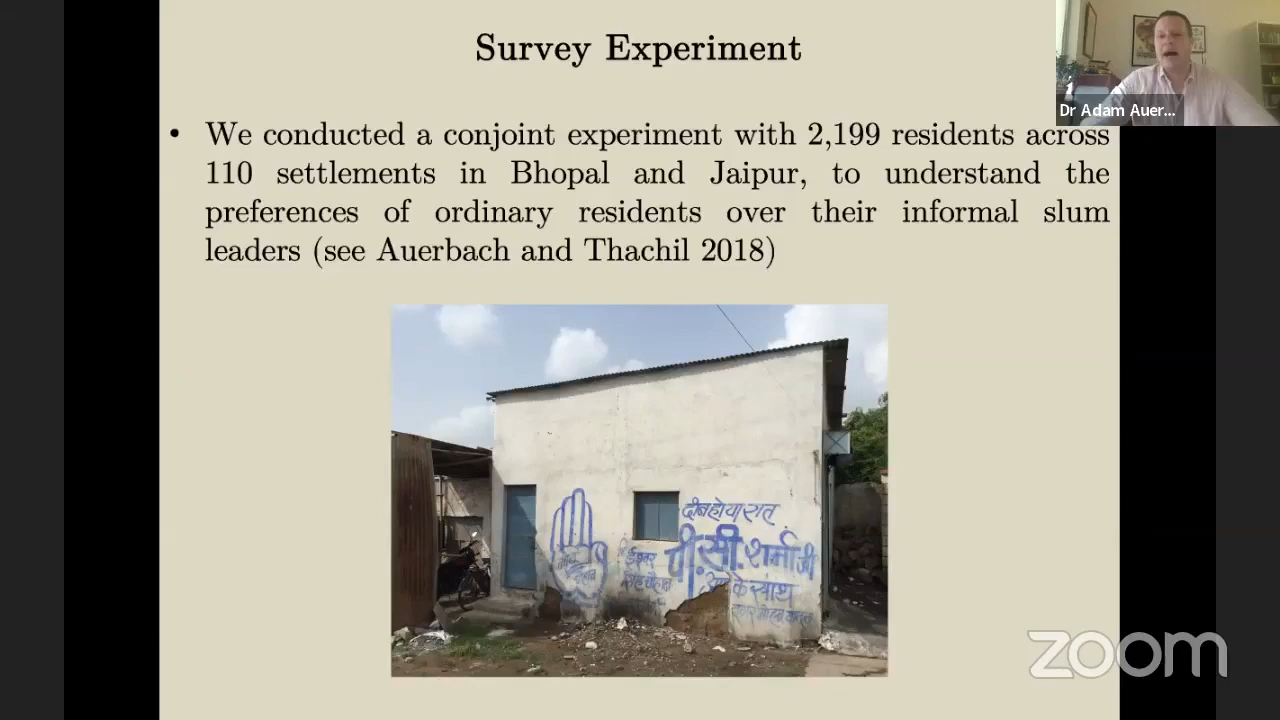 Survey Experiment
Dr Adam Auer...
• We conducted a conjoint experiment with 2,199 residents across
110 settlements in Bhopal and Jaipur, to understand the
preferences of ordinary residents over their informal slum
leaders (see Auerbach and Thachil 2018)
दीन हो या रात
पी.सी. शर्मा जी
के साथ
zoom